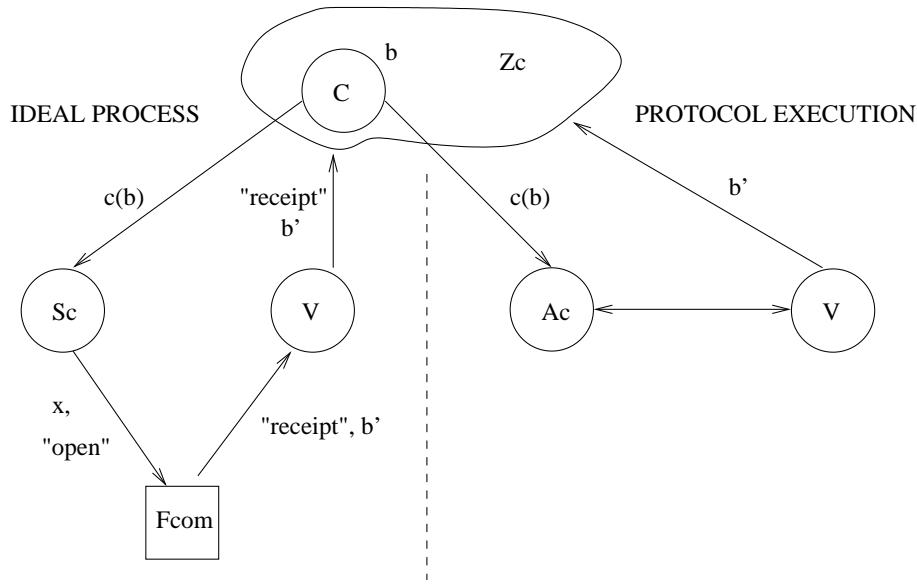 b
Zc
C
IDEAL PROCESS
PROTOCOL EXECUTION
c(b)
"receipt"
b’
c(b)
b’
Sc
V
Ac
V
x,
"open"
"receipt", b’
Fcom